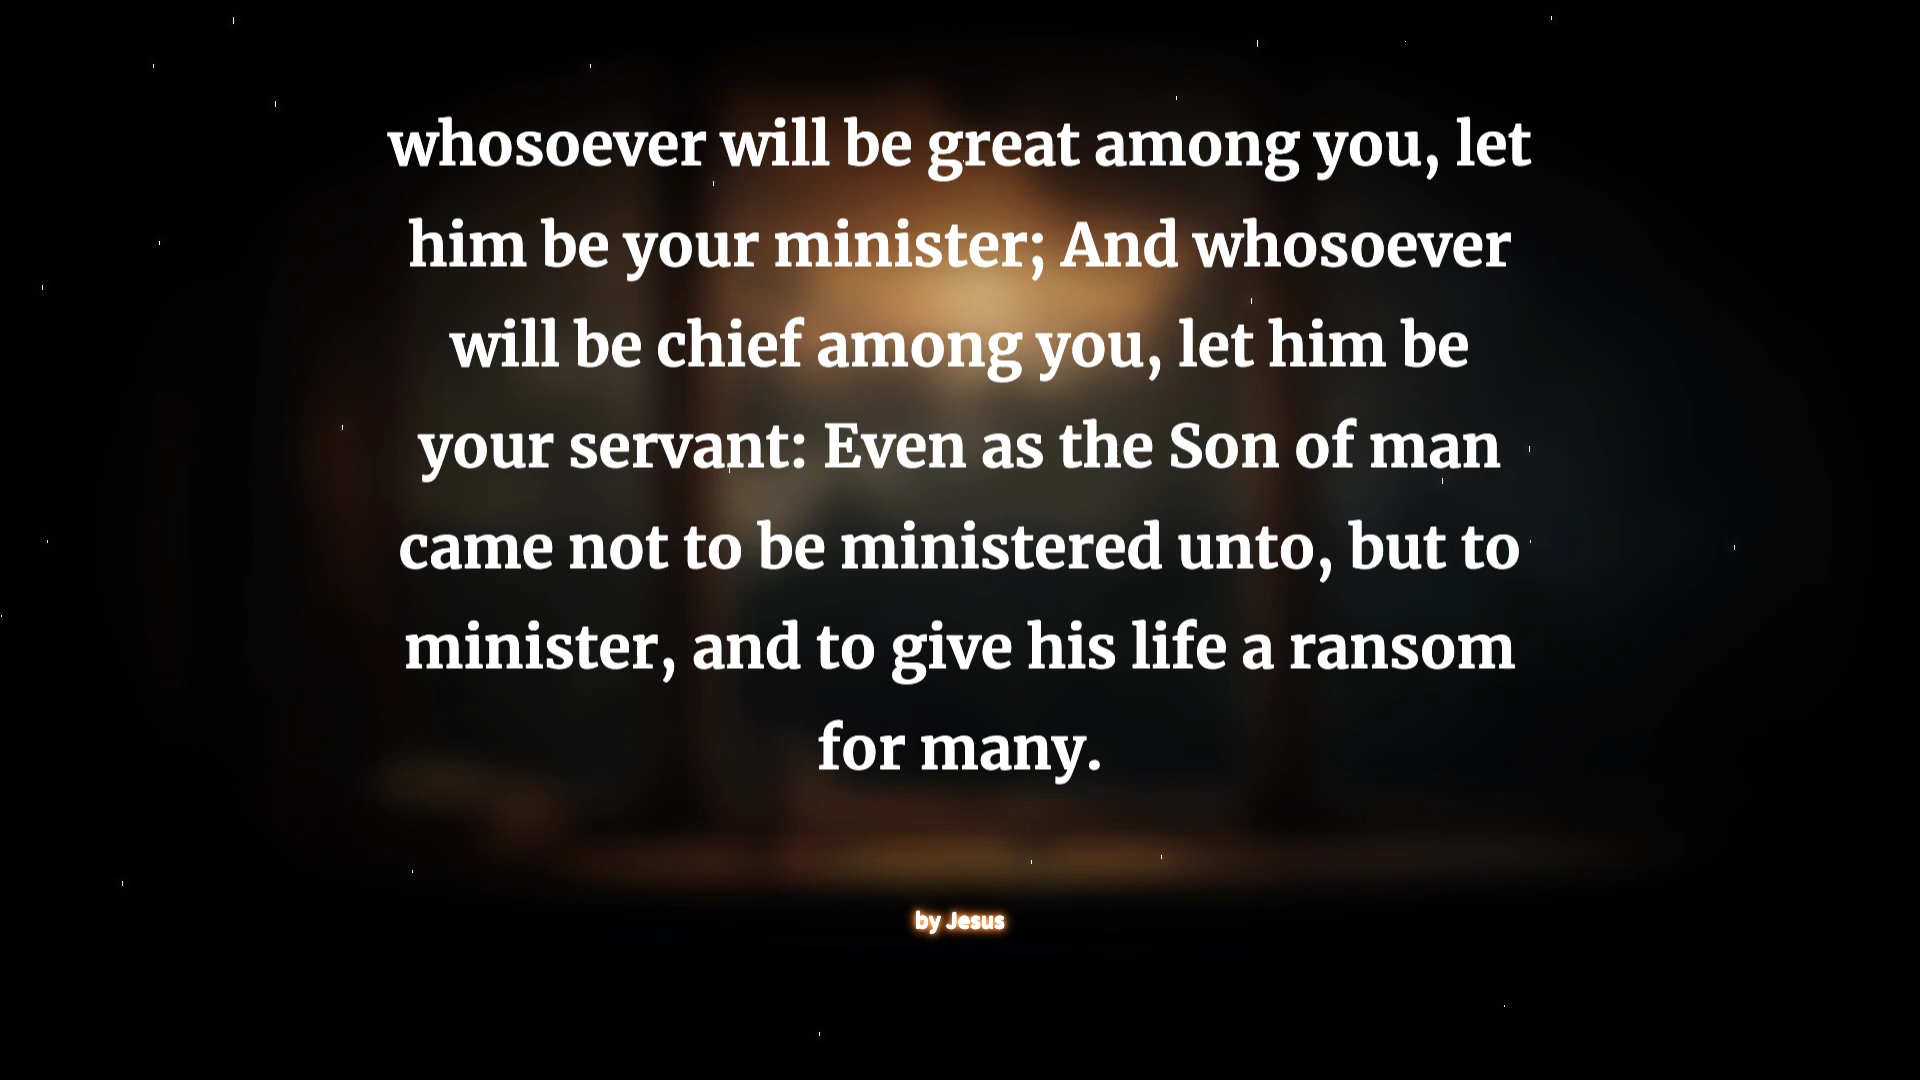 whosoever will be great among you, let
him be your minister; And whosoever
will be chief among you, let him be
your servant: Even as the Son of man
came not to be ministered unto, but to
minister, and to give his life a ransom
for many.
by Jesus